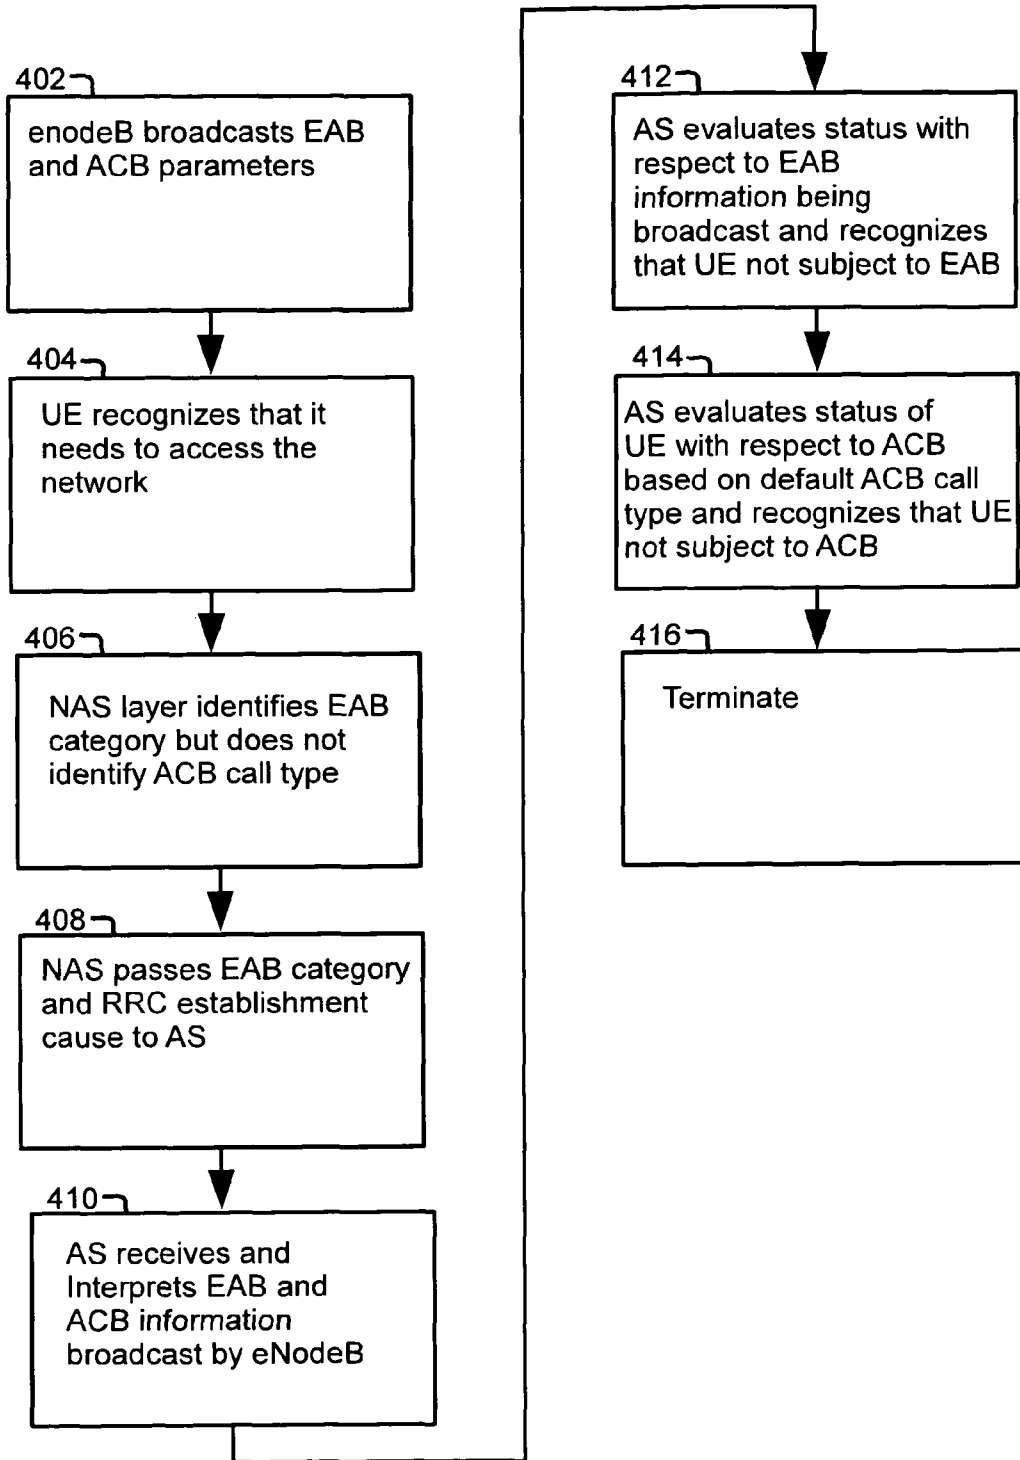 402
enodeB broadcasts EAB
and ACB parameters
404
UE recognizes that it
needs to access the
network
406
NAS layer identifies EAB
category but does not
identify ACB call type
408
NAS passes EAB category
and RRC establishment
cause to AS
410
AS receives and
Interprets EAB and
ACB information
broadcast by eNodeB
412
AS evaluates status with
respect to EAB
information being
broadcast and recognizes
that UE not subject to EAB
414
AS evaluates status of
UE with respect to ACB
based on default ACB call
type and recognizes that UE
not subject to ACB
416
Terminate